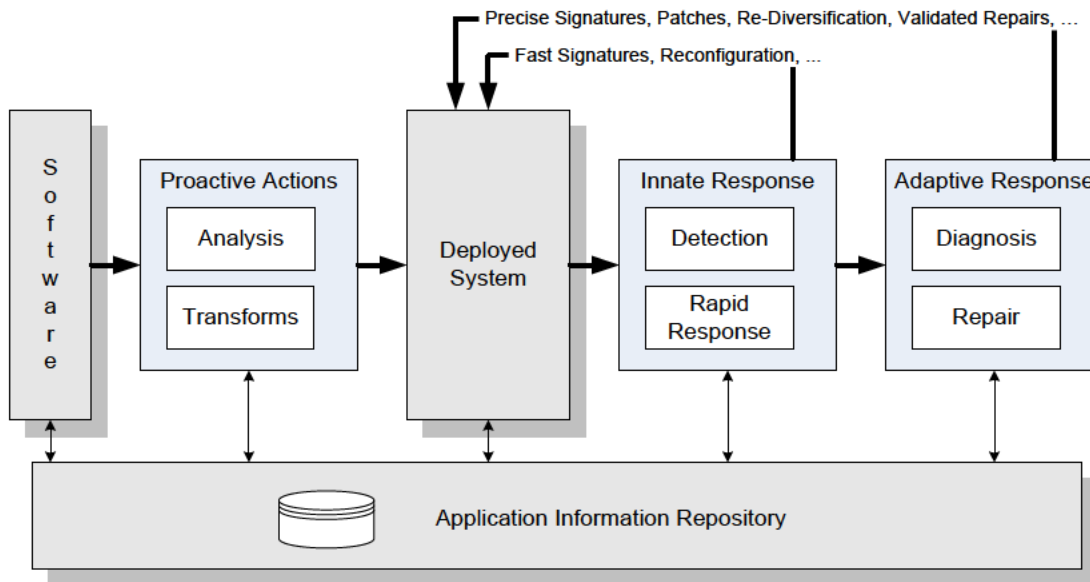 Precise Signatures, Patches, Re-Diversification, Validated Repairs, ...
Fast Signatures, Reconfiguration, ...
Software
Proactive Actions
Analysis
Transforms
Deployed
System
Innate Response
Detection
Rapid
Response
Adaptive Response
Diagnosis
Repair
Application Information Repository